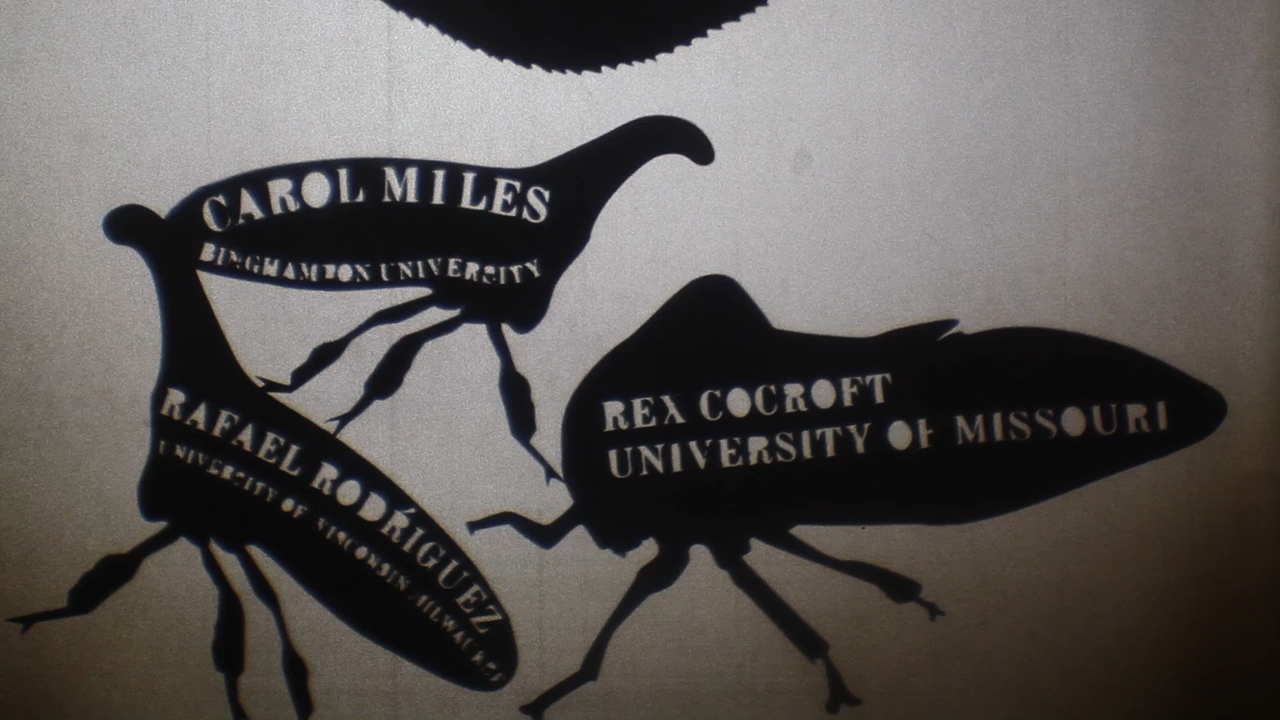 CAROL MILES
BINGHAMTON UNIVERSITY
RAFAEL RODRÍGUEZ
UNIVERSITY OF WISCONSIN MILWAUKEE
REX COCROFT
UNIVERSITY OF MISSOURI